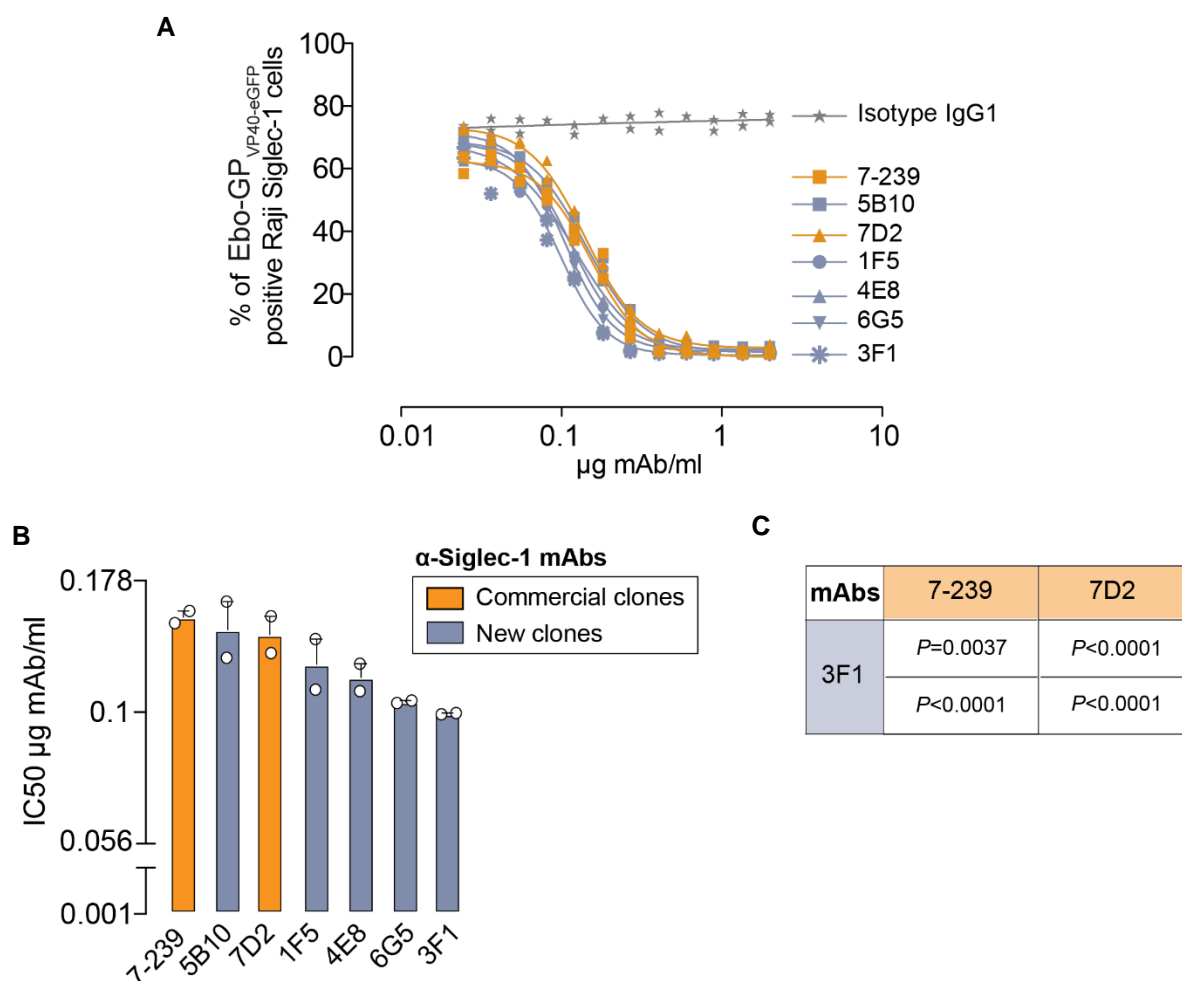 A
% of Ebo-GP VP40-eGFP
positive Raji Siglec-1 cells
100
80
60
40
20
0
0.01
0.1
1
10
µg mAb/ml
Isotype IgG1
7-239
5B10
7D2
1F5
4E8
6G5
3F1
B
IC50 µg mAb/ml
0.178
0.1
0.056
0.001
7-239
5B10
7D2
1F5
4E8
6G5
3F1
α-Siglec-1 mAbs
Commercial clones
New clones
C
mAbs 7-239 7D2
3F1
P=0.0037 P<0.0001
P<0.0001 P<0.0001